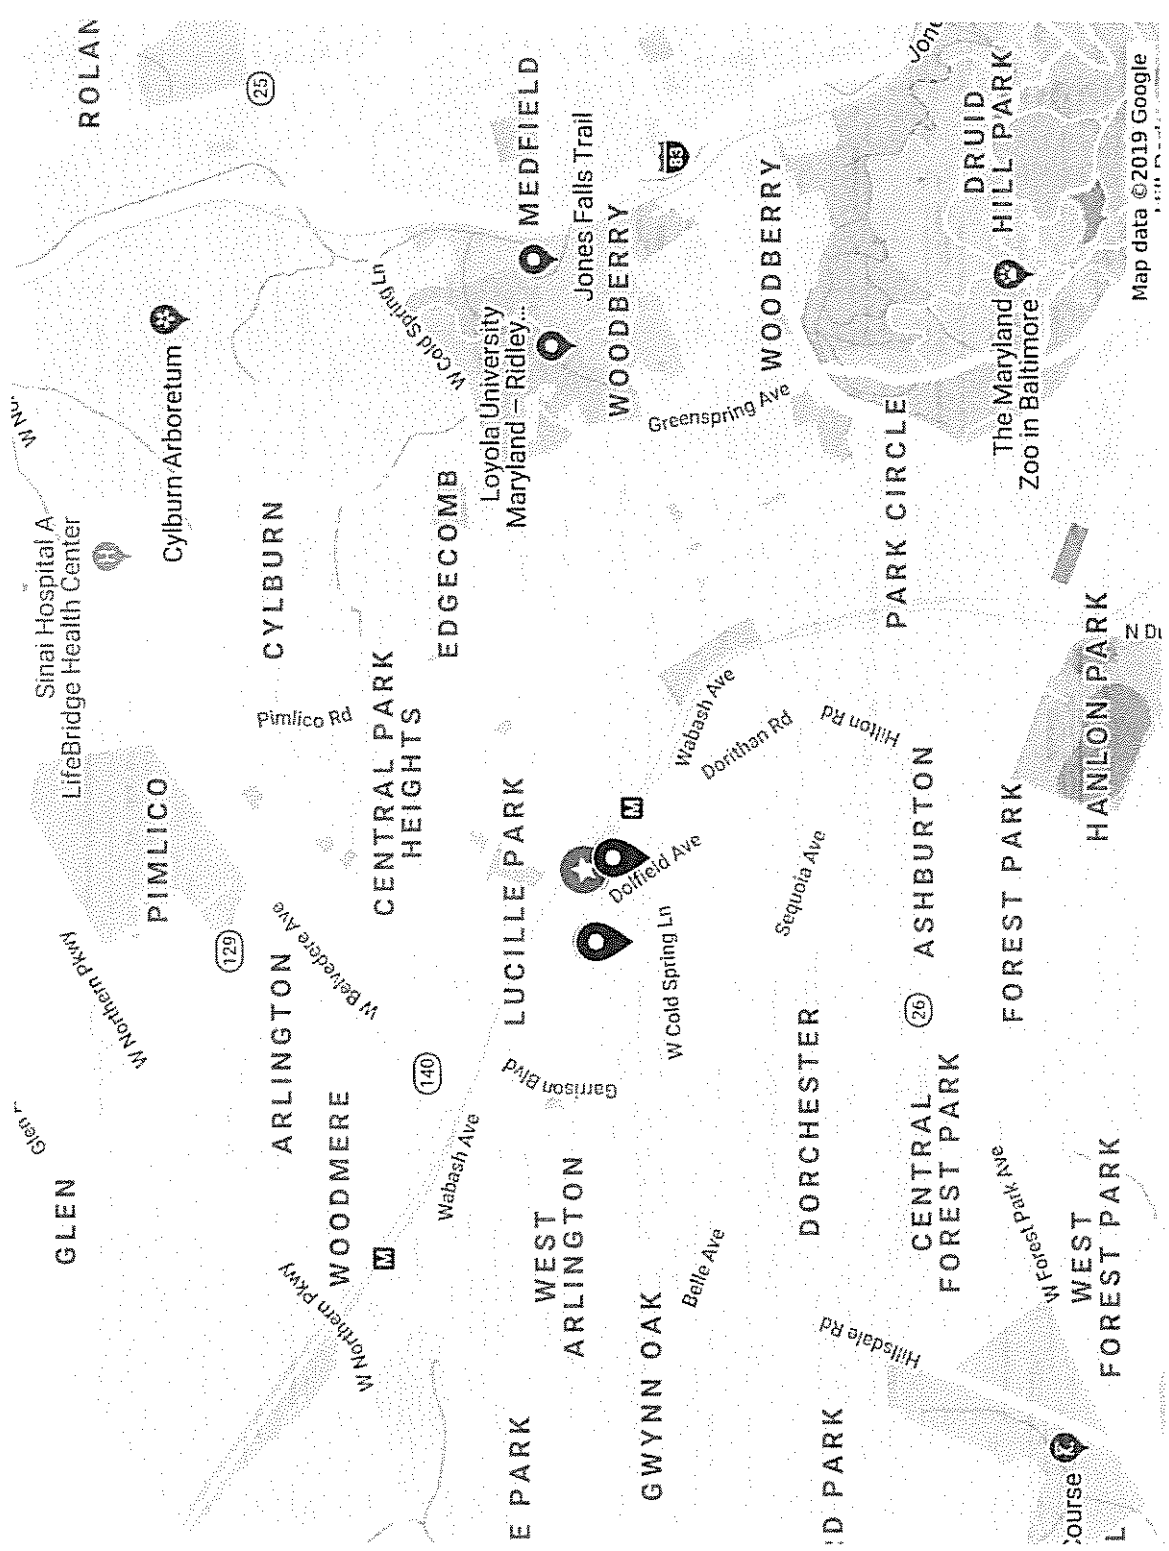 ROLAN
25
MEDFIELD
Jones Falls Trail
83
WOODBERRY
WOODBERRY
Jone
DRUID
HILL PARK
Map data ©2019 Google
W Cold Spring Ln
Loyola University
Maryland – Ridley...
The Maryland
Zoo in Baltimore
Cylburn Arboretum
Greenspring Ave
PARK CIRCLE
Sinai Hospital A
LifeBridge Health Center
H
CYLBURN
EDGECOMB
HANLON PARK
Pimlico Rd
CENTRAL PARK
HEIGHTS
Wabash Ave
Dorithan Rd
Hilton Rd
PIMLICO
LUCILLE PARK
M
Dolfield Ave
Sequoia Ave
ASHBURTON
FOREST PARK
W Northern Pkwy
129
W Belvedere Ave
ARLINGTON
W Cold Spring Ln
26
140
Garrison Blvd
DORCHESTER
CENTRAL
FOREST PARK
GLEN
WOODMERE
Wabash Ave
M
W Northern Pkwy
WEST
ARLINGTON
Belle Ave
GWYNN OAK
W Forest Park Ave
WEST
FOREST PARK
Hillsdale Rd
E PARK
D PARK
Course
L